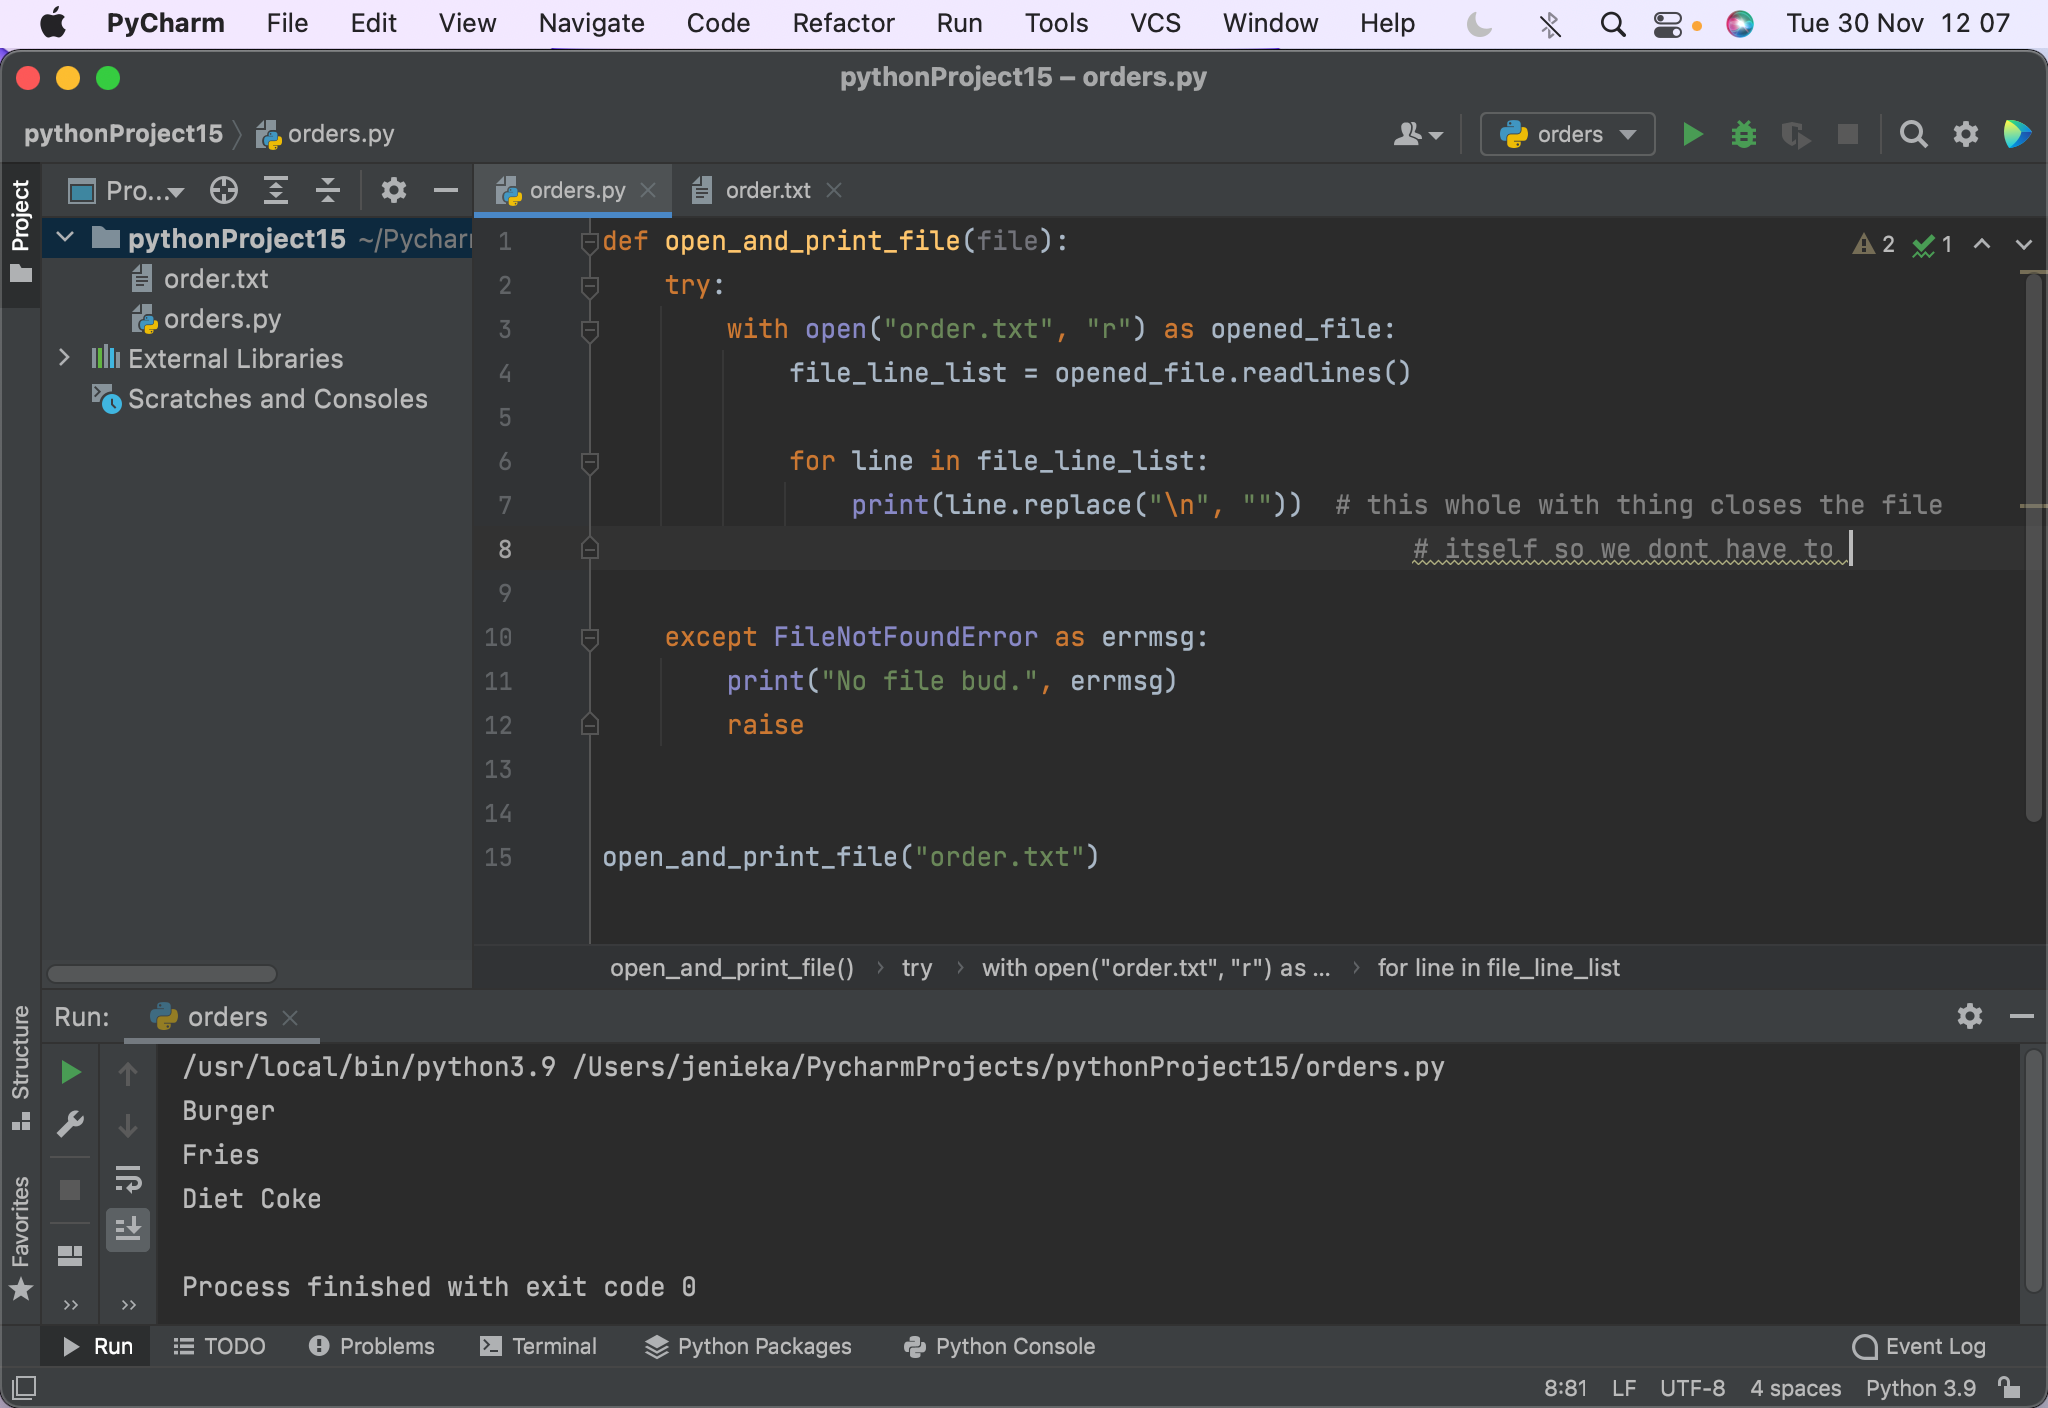 PyCharm File Edit View Navigate Code Refactor Run Tools VCS Window Help Tue 30 Nov 12 07
pythonProject15 – orders.py
pythonProject15 orders.py
orders
Project
Pro...
orders.py
order.txt
pythonProject15 ~/Pychar
order.txt
orders.py
External Libraries
Scratches and Consoles
2 1
1 def open_and_print_file(file):
2 try:
3 with open("order.txt", "r") as opened_file:
4 file_line_list = opened_file.readlines()
5
6 for line in file_line_list:
7 print(line.replace("\n", "")) # this whole with thing closes the file
8 # itself so we dont have to
9
10 except FileNotFoundError as errmsg:
11 print("No file bud.", errmsg)
12 raise
13
14
15 open_and_print_file("order.txt")
open_and_print_file() › try › with open("order.txt", "r") as ... › for line in file_line_list
Structure
Favorites
Run: orders
/usr/local/bin/python3.9 /Users/jenieka/PycharmProjects/pythonProject15/orders.py
Burger
Fries
Diet Coke
Process finished with exit code 0
Run TODO Problems Terminal Python Packages Python Console Event Log
8:81 LF UTF-8 4 spaces Python 3.9